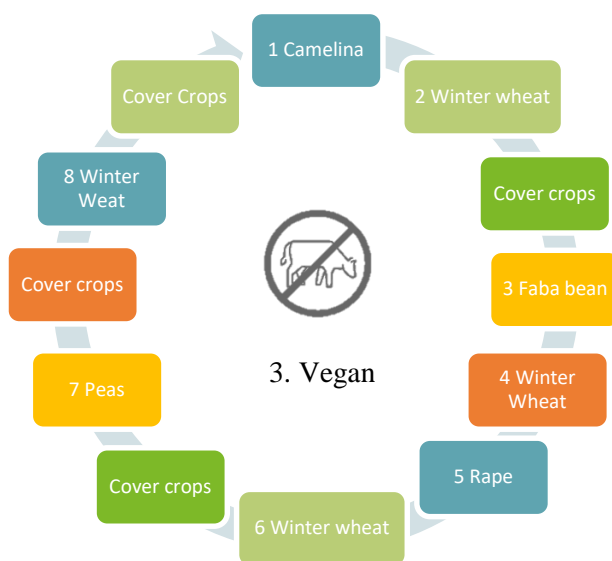 1 Camelina
2 Winter wheat
Cover crops
3 Faba bean
4 Winter
Wheat
5 Rape
6 Winter wheat
Cover crops
7 Peas
Cover crops
8 Winter
Weat
Cover Crops
3. Vegan